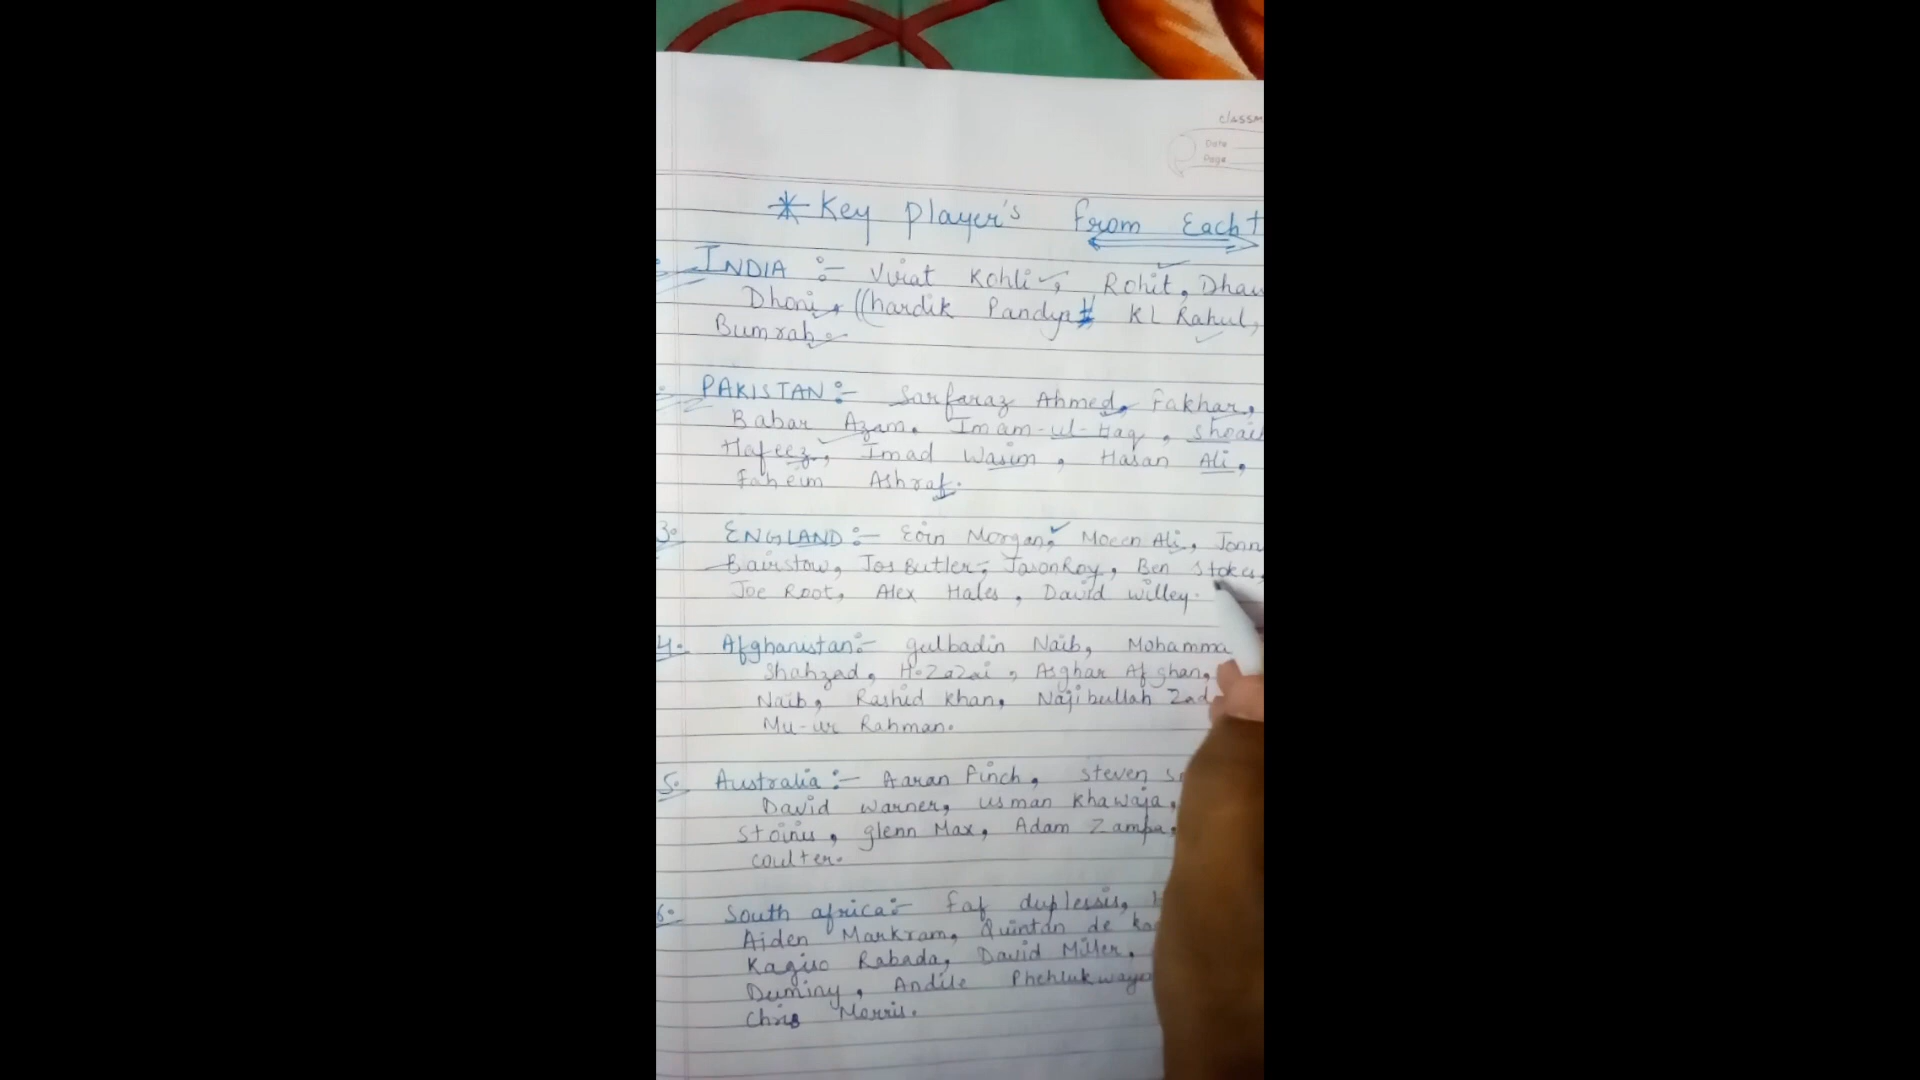 classm
Date
Page
* Key Player's From Each t
INDIA :- Virat Kohli, Rohit, Dhaw
Dhoni, ((hardik Pandya KL Rahul,
Bumrah.
PAKISTAN :- Sarfaraz Ahmed, Fakhar,
Babar Azam. Imam-ul-Haq, Shoai
Hafeez, Imad Wasim, Hasan Ali,
Faheim Ashraf.
3. ENGLAND :- Eoin Morgan, Moeen Ali, Jonn
Bairstow, Jos Butler, Jason Roy, Ben Stokes,
Joe Root, Alex Hales, David Willey.
4. Afghanistan :- gulbadin Naib, Mohamma
Shahzad, H. Zazai, Asghar Afghan,
Naib, Rashid Khan, Najibullah Zad
Mu-ur Rahman.
5. Australia :- Aaran Finch, Steven S
David Warner, Usman Khawaja,
Stoinis, glenn Max, Adam Zampa,
coulter.
6. South africa :- Faf duplessis, H
Aiden Markram, Quintan de ko
Kagiso Rabada, David Miller,
Duminy, Andile Phehlukwayo
Chris Morris.